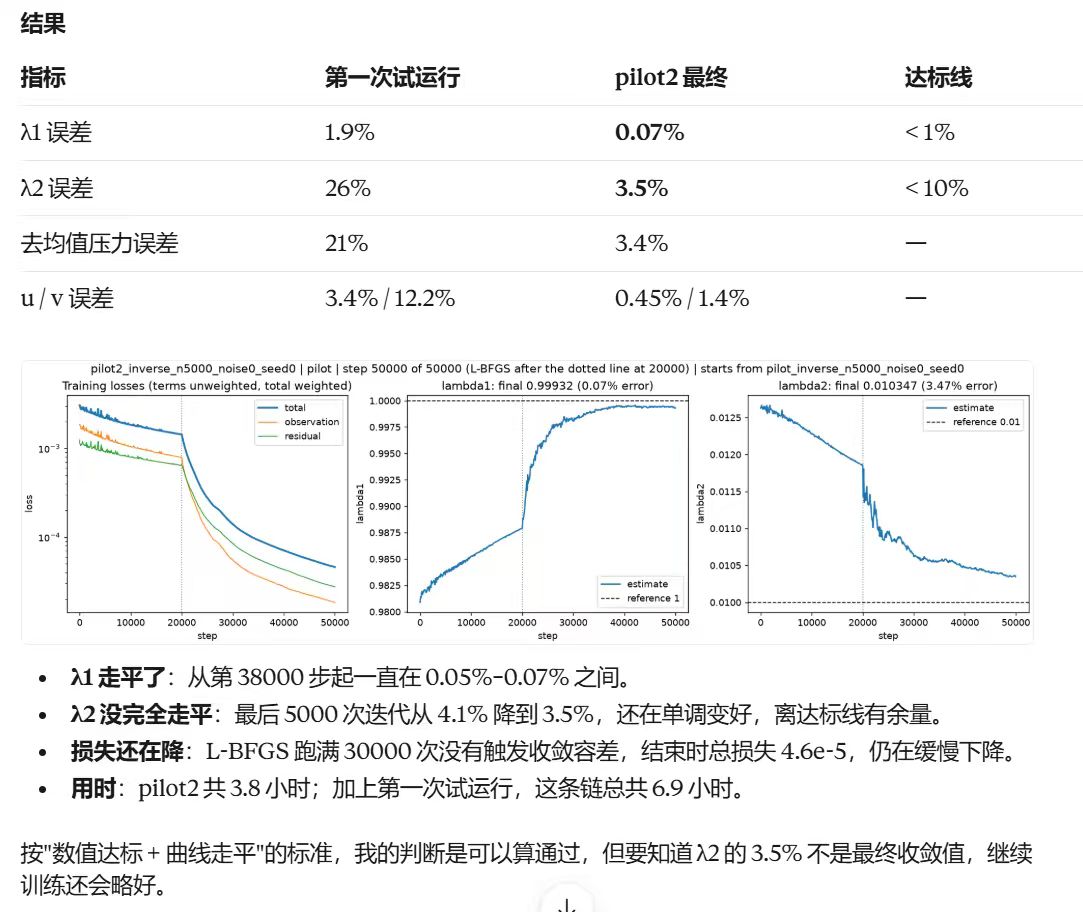 结果
指标 第一次试运行 pilot2 最终 达标线
λ1 误差 1.9% 0.07% < 1%
λ2 误差 26% 3.5% < 10%
去均值压力误差 21% 3.4% —
u / v 误差 3.4% / 12.2% 0.45% / 1.4% —
pilot2_inverse_n5000_noise0_seed0 | pilot | step 50000 of 50000 (L-BFGS after the dotted line at 20000) | starts from pilot_inverse_n5000_noise0_seed0
Training losses (terms unweighted, total weighted)
total
observation
residual
10⁻³
10⁻⁴
loss
0 10000 20000 30000 40000 50000
step
lambda1: final 0.99932 (0.07% error)
1.0000
0.9975
0.9950
0.9925
0.9900
0.9875
0.9850
0.9825
0.9800
lambda1
estimate
reference 1
0 10000 20000 30000 40000 50000
step
lambda2: final 0.010347 (3.47% error)
0.0125
0.0120
0.0115
0.0110
0.0105
0.0100
lambda2
estimate
reference 0.01
0 10000 20000 30000 40000 50000
step
• λ1 走平了：从第 38000 步起一直在 0.05%–0.07% 之间。
• λ2 没完全走平：最后 5000 次迭代从 4.1% 降到 3.5%，还在单调变好，离达标线有余量。
• 损失还在降：L-BFGS 跑满 30000 次没有触发收敛容差，结束时总损失 4.6e-5，仍在缓慢下降。
• 用时：pilot2 共 3.8 小时；加上第一次试运行，这条链总共 6.9 小时。
按"数值达标 + 曲线走平"的标准，我的判断是可以算通过，但要知道 λ2 的 3.5% 不是最终收敛值，继续
训练还会略好。